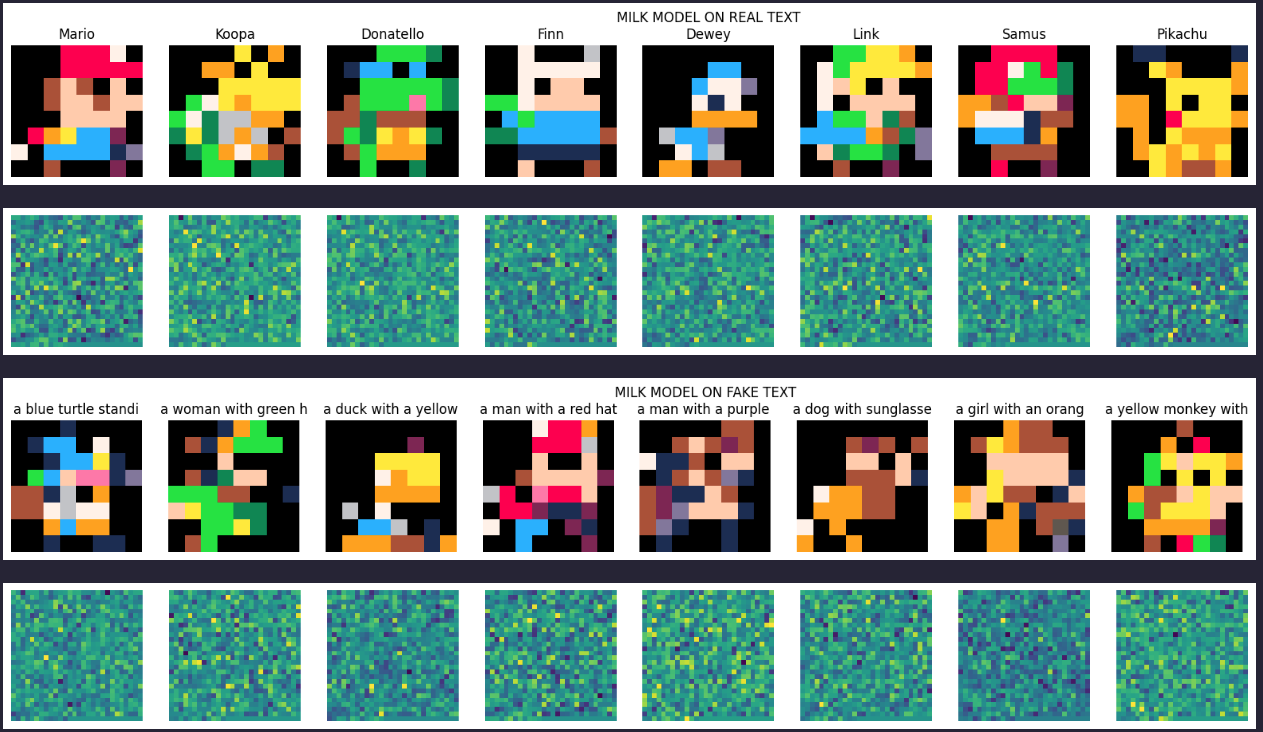 MILK MODEL ON REAL TEXT
Mario Koopa Donatello Finn Dewey Link Samus Pikachu
MILK MODEL ON FAKE TEXT
a blue turtle standi a woman with green h a duck with a yellow a man with a red hat a man with a purple a dog with sunglasse a girl with an orang a yellow monkey with